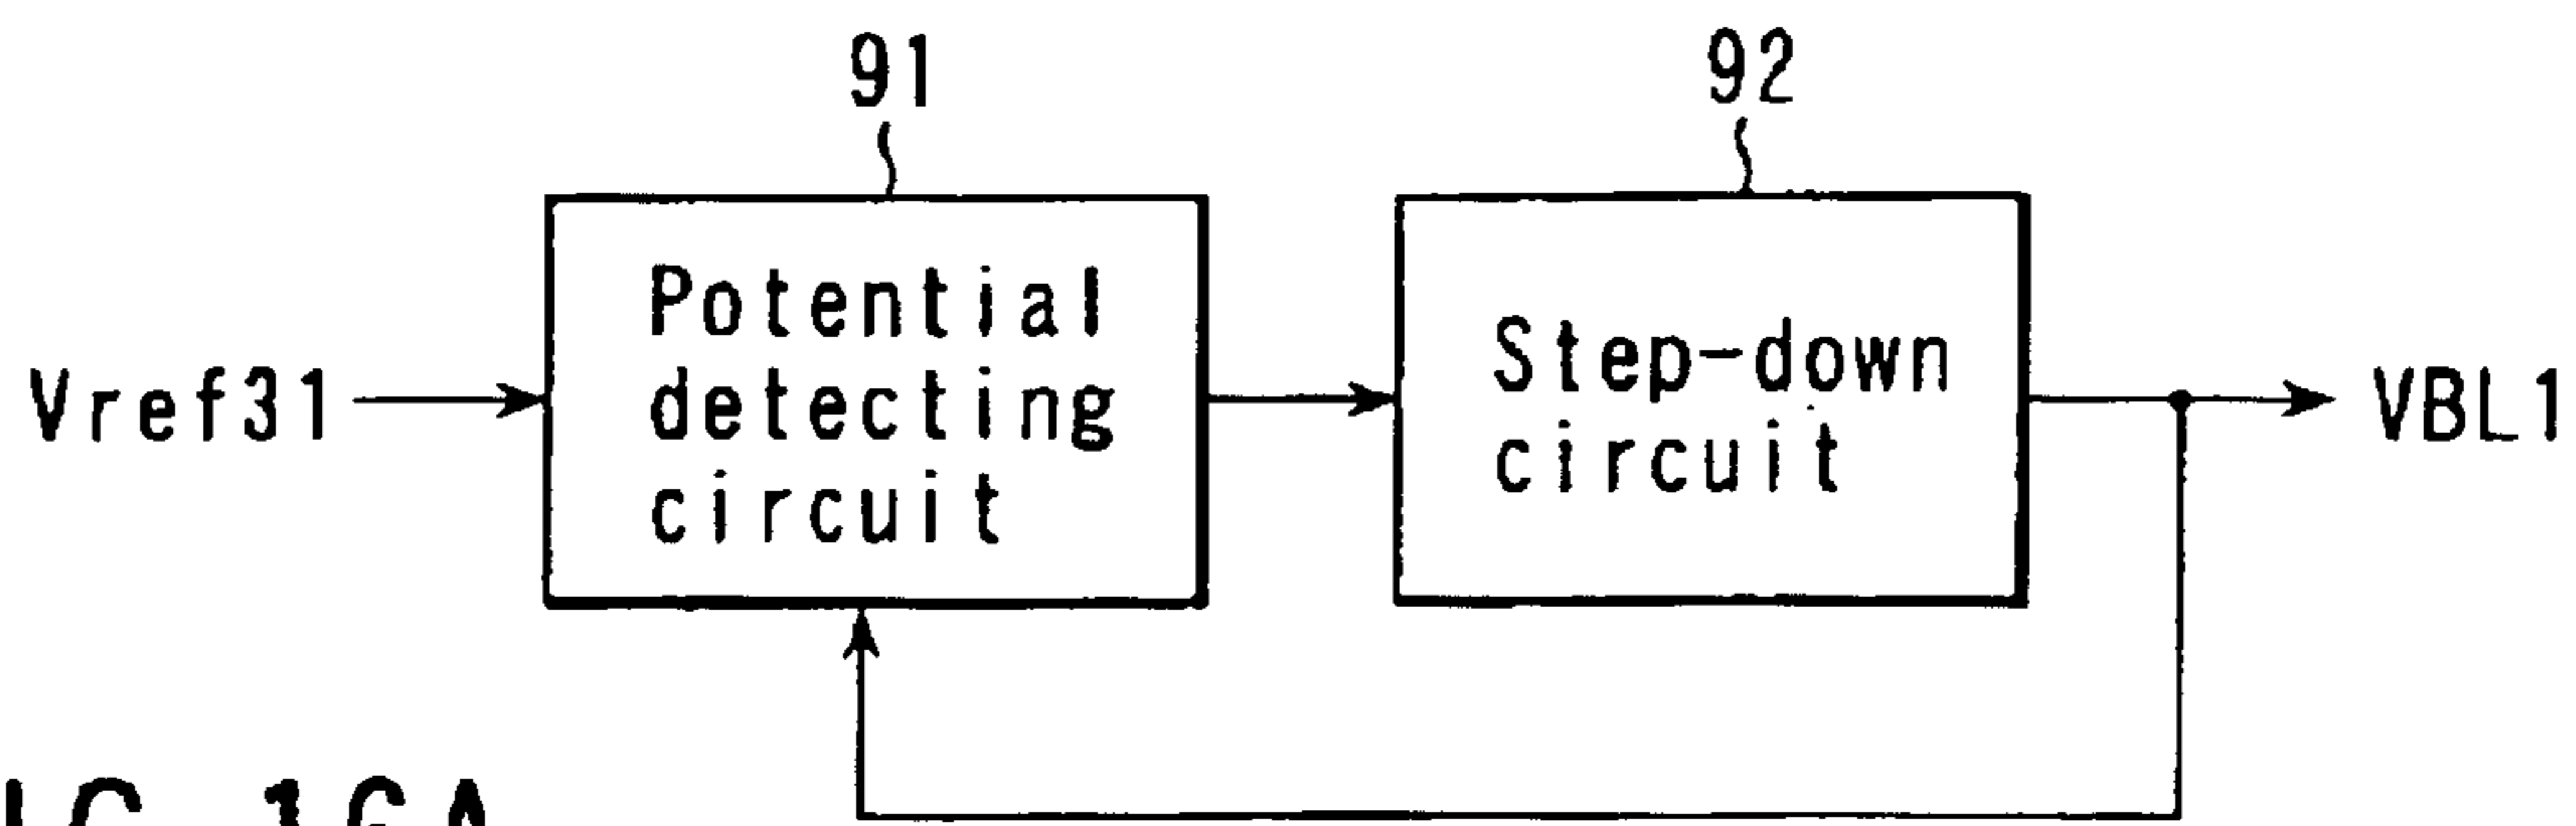 91
92
Vref31
Potential
detecting
circuit
Step-down
circuit
VBL1